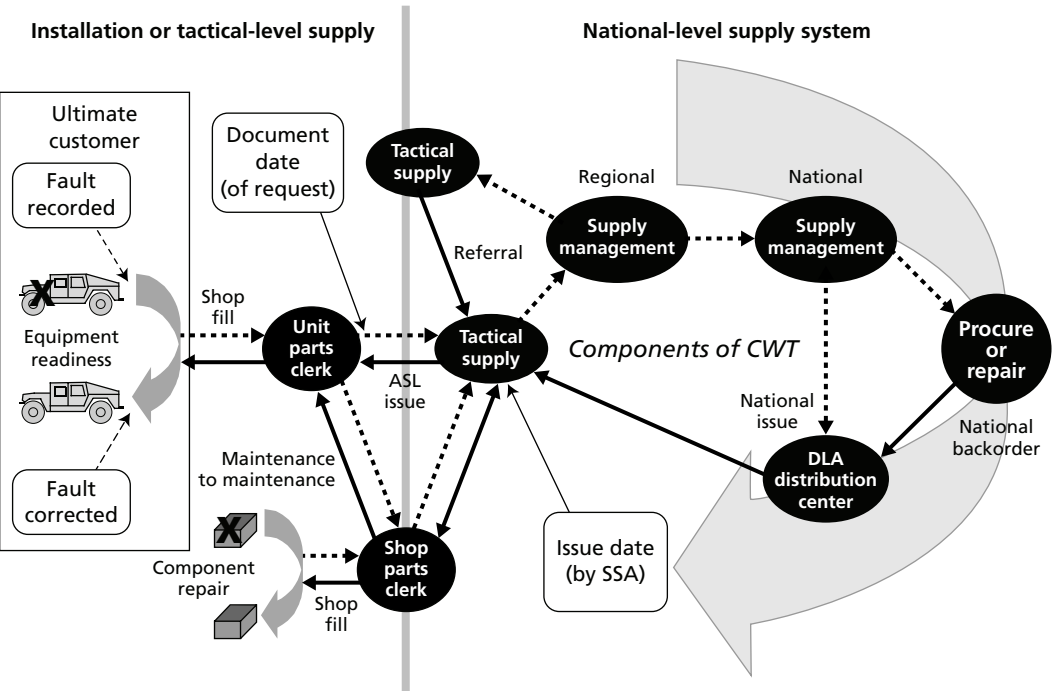 Installation or tactical-level supply
National-level supply system
Ultimate
customer
Fault
recorded
X
Equipment
readiness
Fault
corrected
Document
date
(of request)
Shop
fill
Unit
parts
clerk
ASL
issue
Maintenance
to maintenance
X
Component
repair
Shop
fill
Shop
parts
clerk
Tactical
supply
Referral
Tactical
supply
Regional
Supply
management
National
Supply
management
Components of CWT
Procure
or
repair
National
issue
National
backorder
DLA
distribution
center
Issue date
(by SSA)